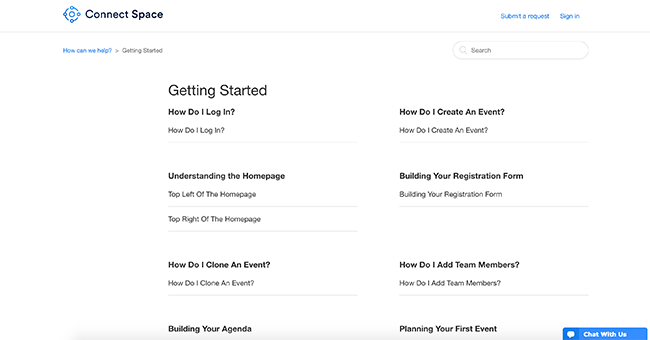 Connect Space
Submit a request Sign in
How can we help? > Getting Started
Search
Getting Started
How Do I Log In?
How Do I Log In?
How Do I Create An Event?
How Do I Create An Event?
Understanding the Homepage
Top Left Of The Homepage
Top Right Of The Homepage
Building Your Registration Form
Building Your Registration Form
How Do I Clone An Event?
How Do I Clone An Event?
How Do I Add Team Members?
How Do I Add Team Members?
Building Your Agenda
Planning Your First Event
Chat With Us